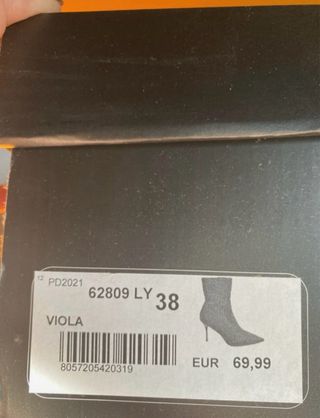 12 PD2021
62809 LY 38
VIOLA
8057205420319
EUR 69,99